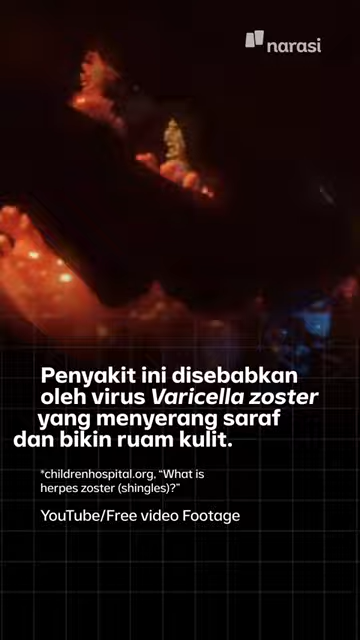 narasi
Penyakit ini disebabkan
oleh virus Varicella zoster
yang menyerang saraf
dan bikin ruam kulit.
*childrenhospital.org, “What is
herpes zoster (shingles)?”
YouTube/Free video Footage